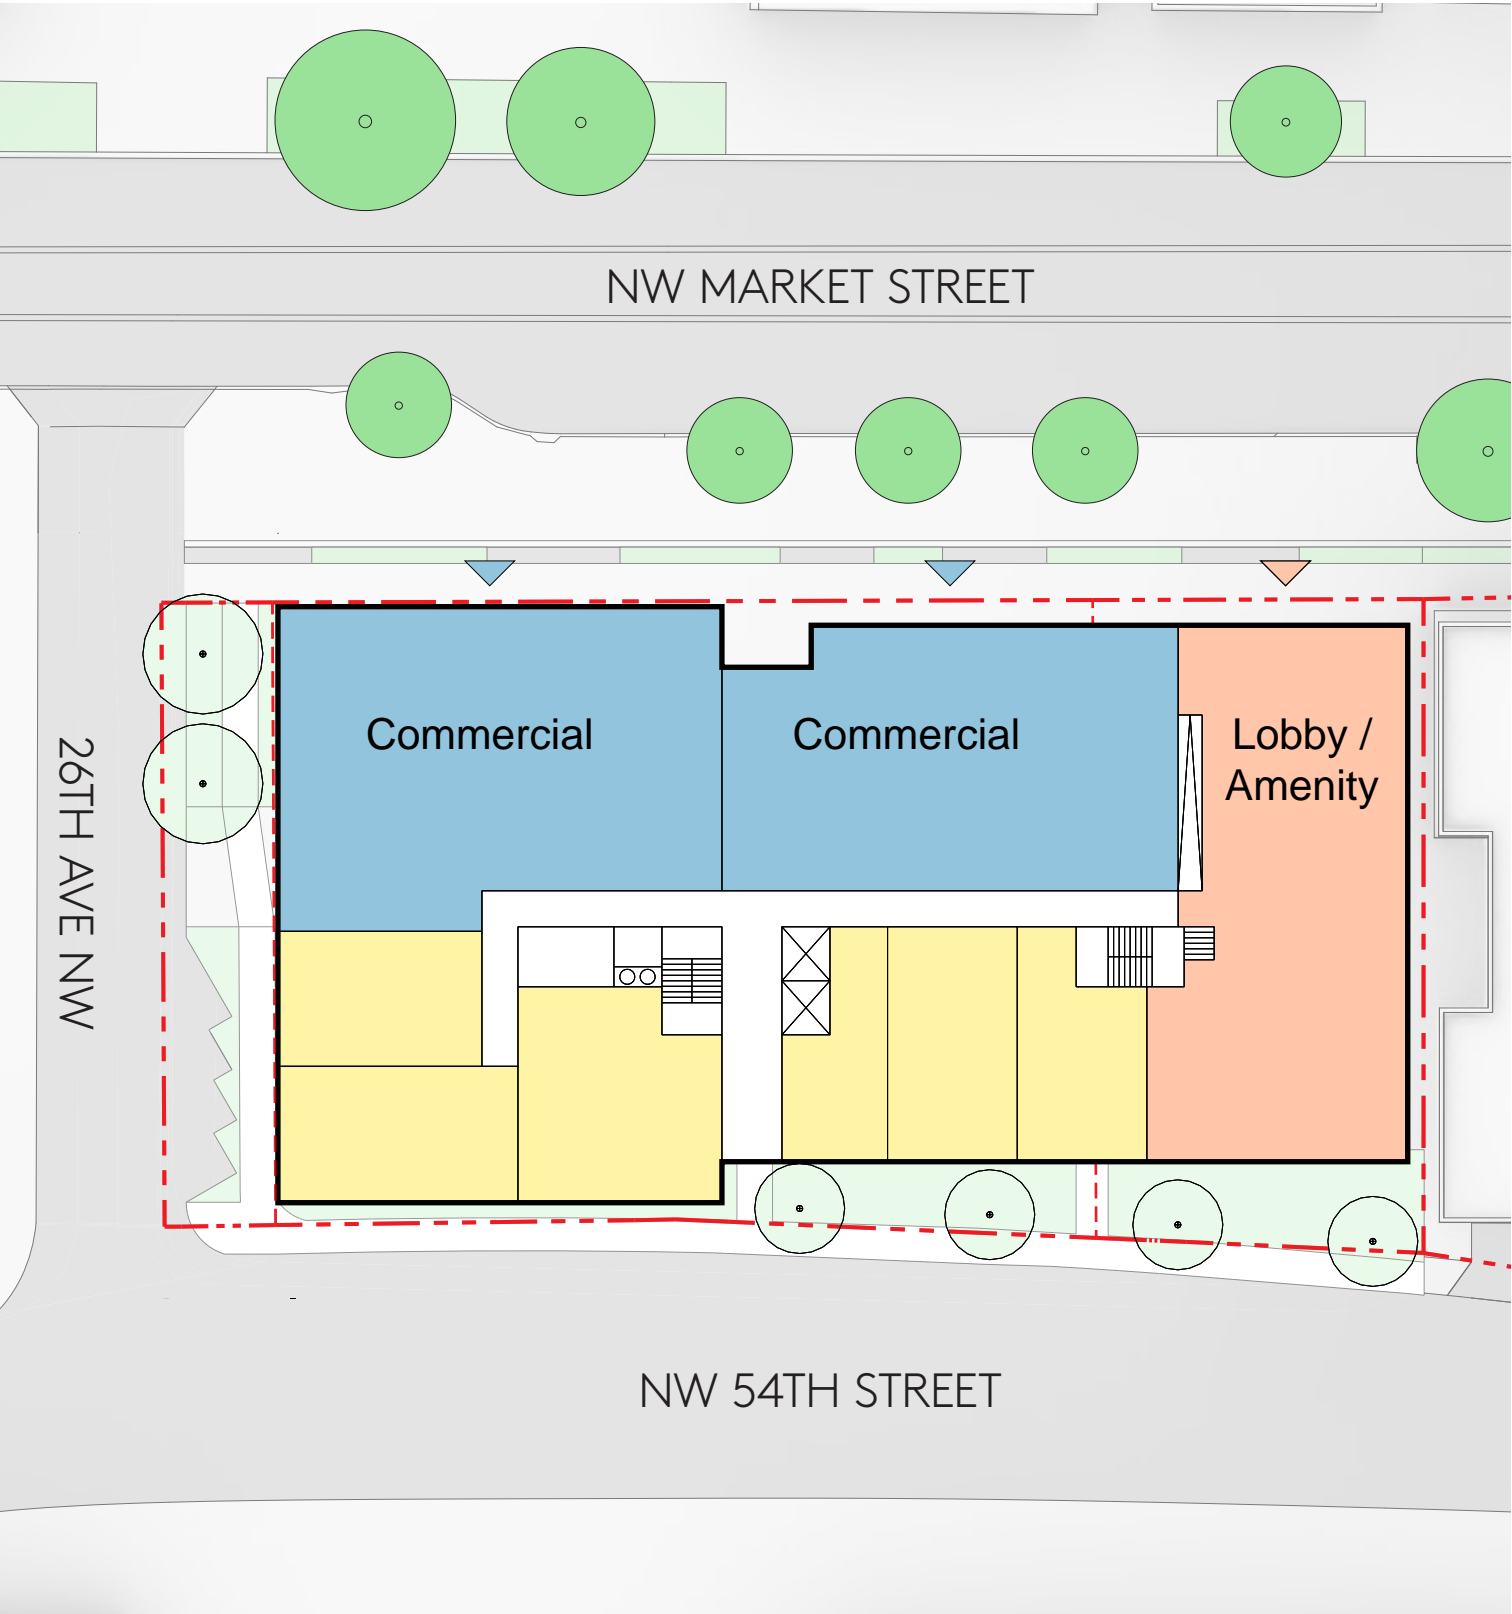 NW MARKET STREET
Commercial
Commercial
Lobby /
Amenity
26TH AVE NW
NW 54TH STREET